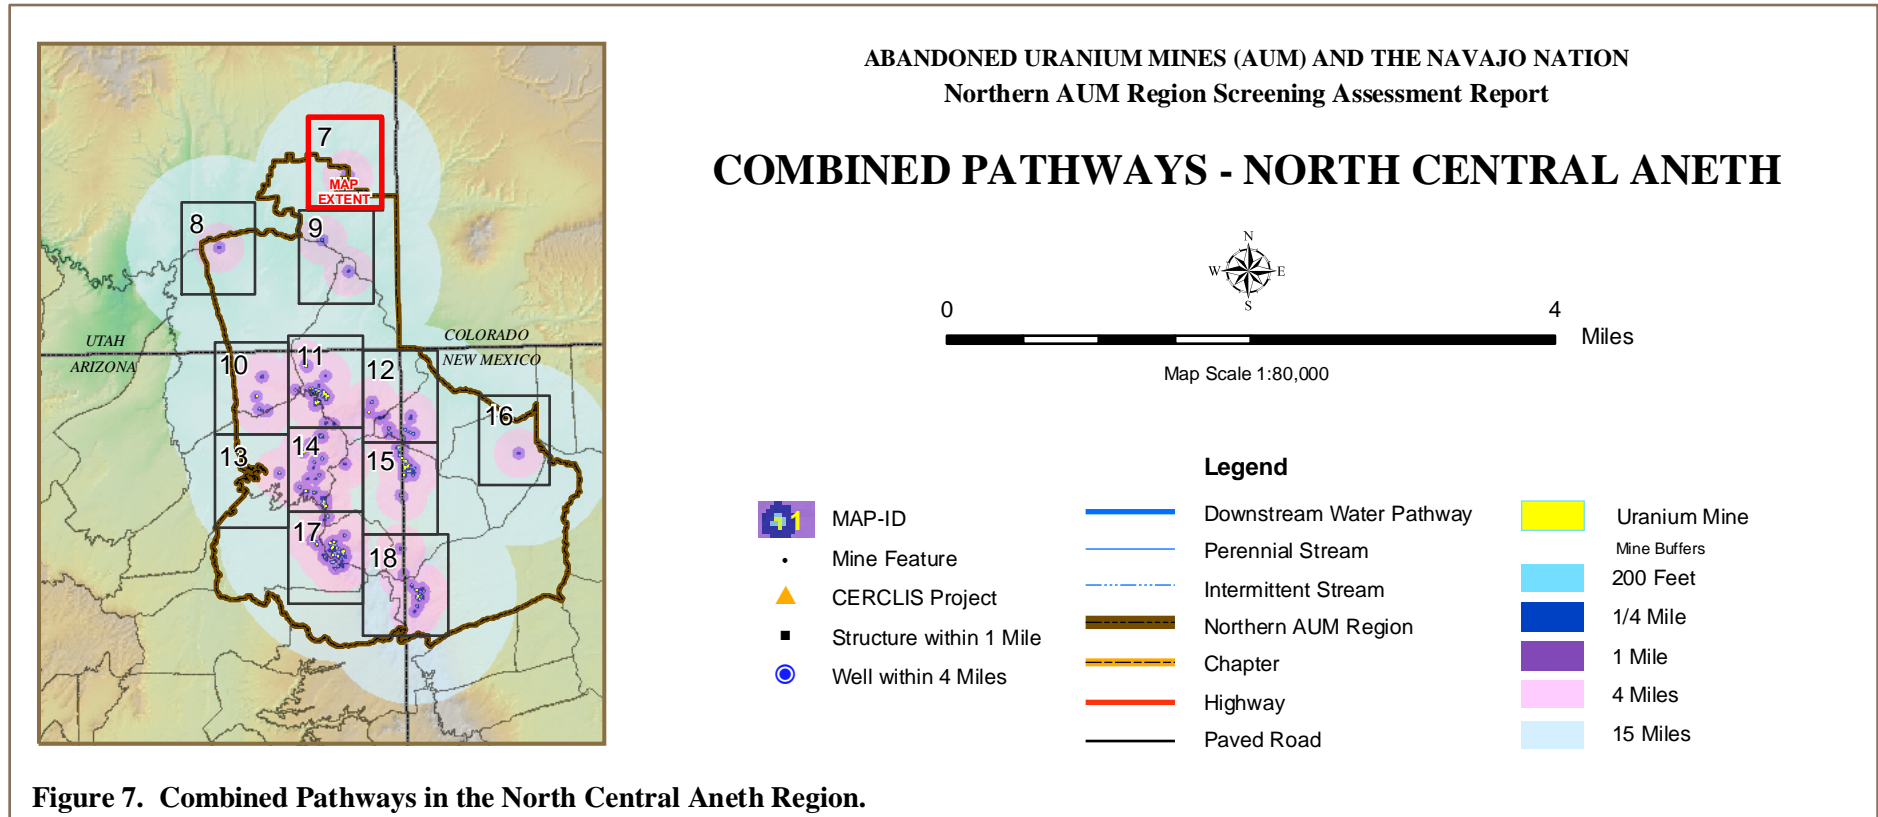 ABANDONED URANIUM MINES (AUM) AND THE NAVAJO NATION
Northern AUM Region Screening Assessment Report
COMBINED PATHWAYS - NORTH CENTRAL ANETH
7
MAP
EXTENT
8
9
UTAH
COLORADO
ARIZONA
NEW MEXICO
10
11
12
16
13
14
15
17
18
N
W
E
S
0
4
Miles
Map Scale 1:80,000
Legend
1
MAP-ID
Mine Feature
CERCLIS Project
Structure within 1 Mile
Well within 4 Miles
Downstream Water Pathway
Perennial Stream
Intermittent Stream
Northern AUM Region
Chapter
Highway
Paved Road
Uranium Mine
Mine Buffers
200 Feet
1/4 Mile
1 Mile
4 Miles
15 Miles
Figure 7. Combined Pathways in the North Central Aneth Region.